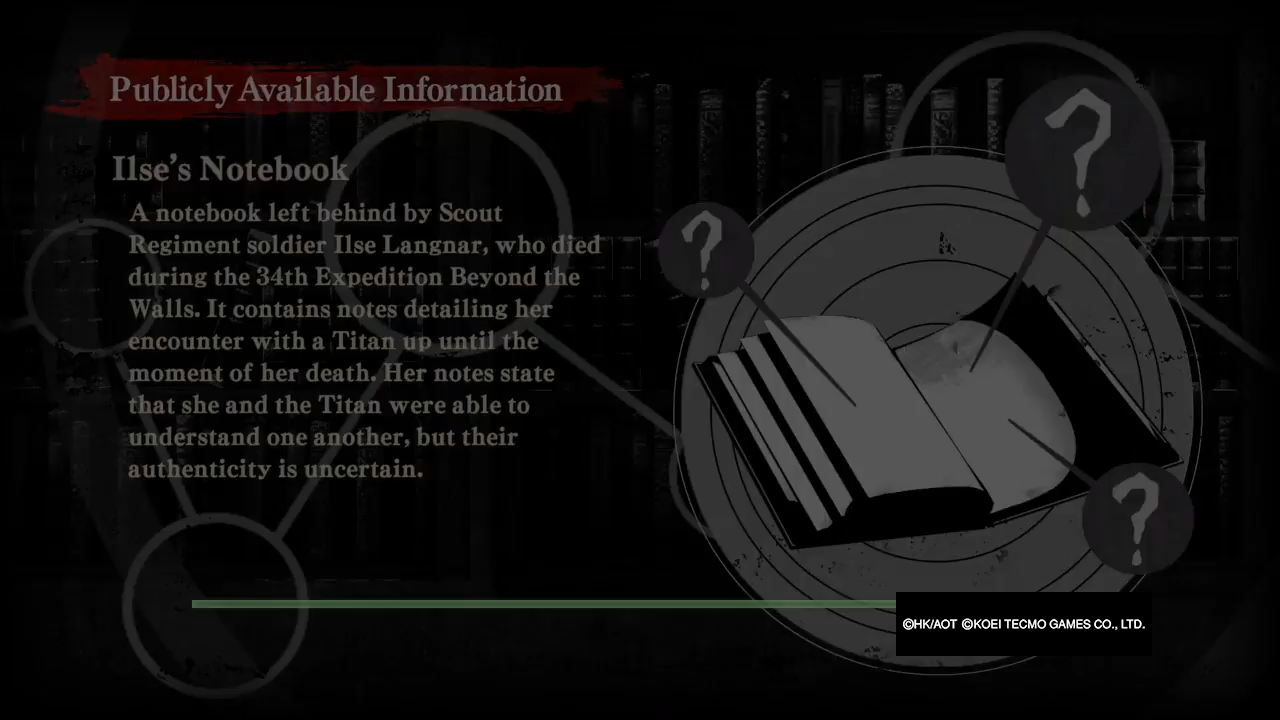 Publicly Available Information
Ilse's Notebook
A notebook left behind by Scout
Regiment soldier Ilse Langnar, who died
during the 34th Expedition Beyond the
Walls. It contains notes detailing her
encounter with a Titan up until the
moment of her death. Her notes state
that she and the Titan were able to
understand one another, but their
authenticity is uncertain.
?
?
?
©HK/AOT ©KOEI TECMO GAMES CO., LTD.